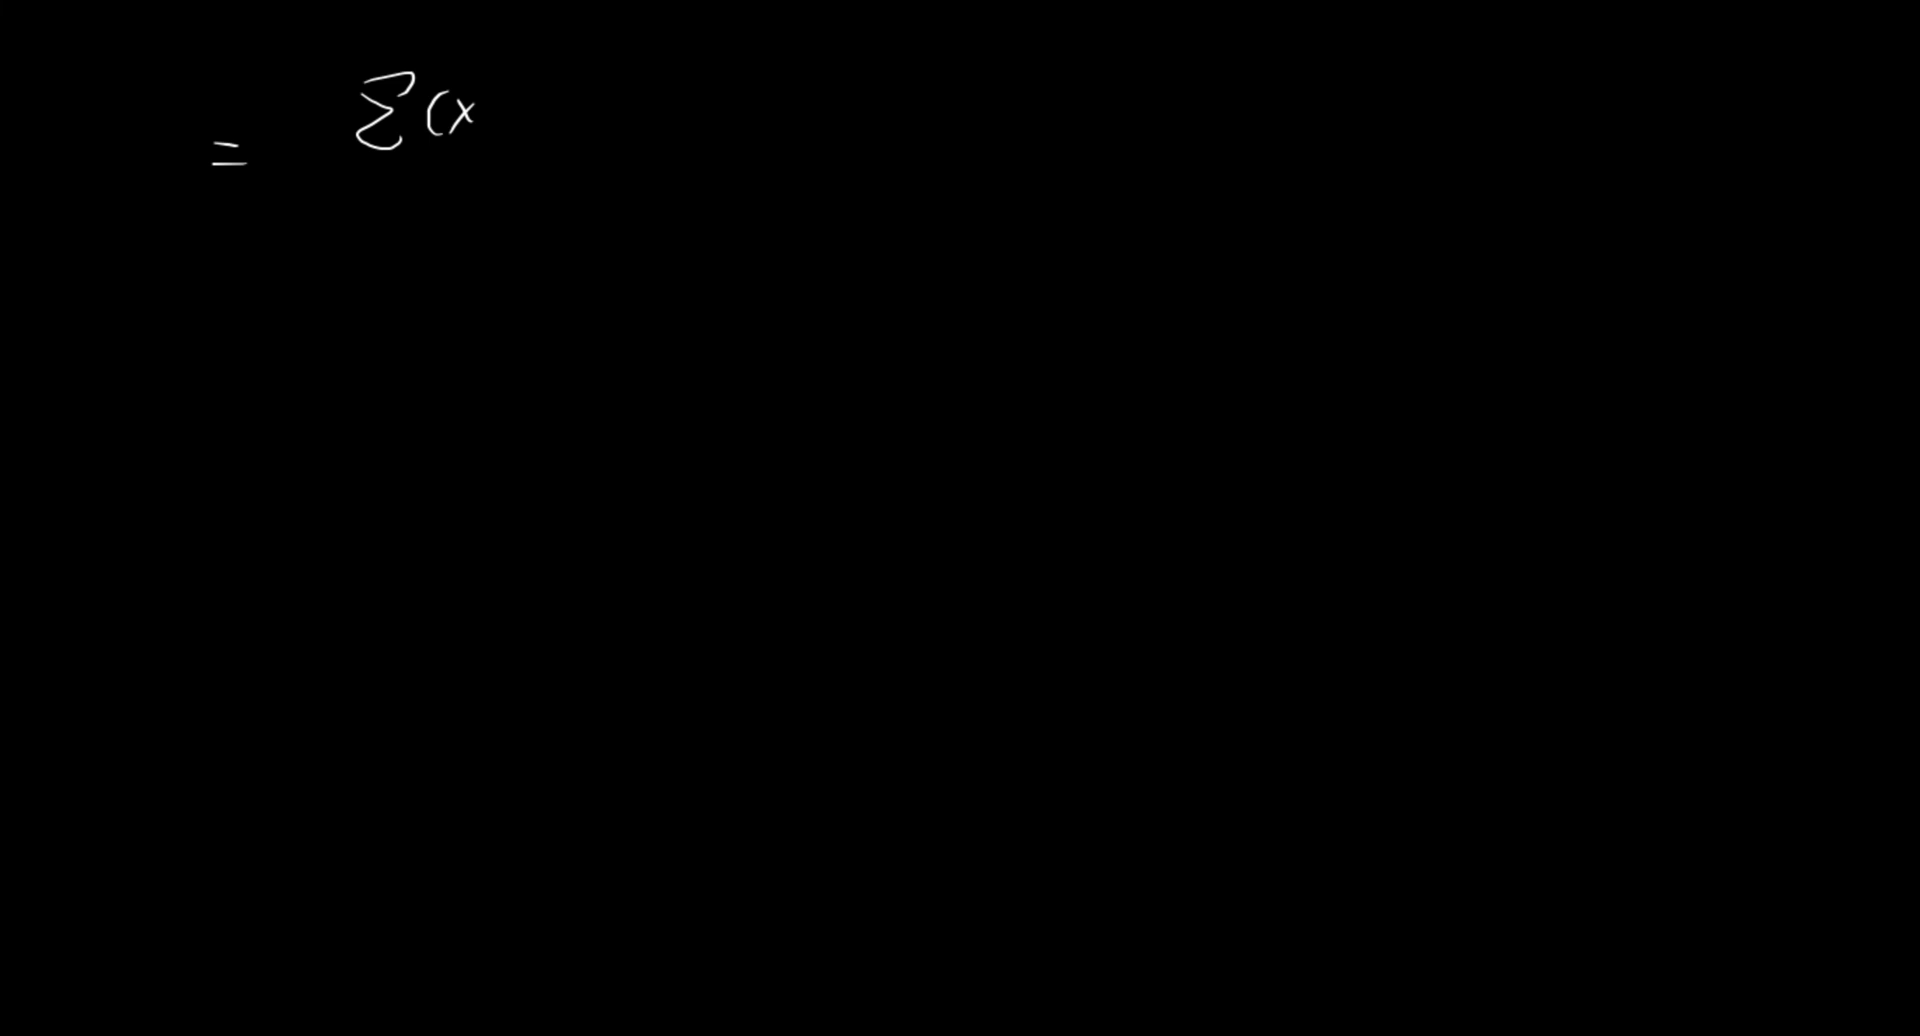 = Σ(x